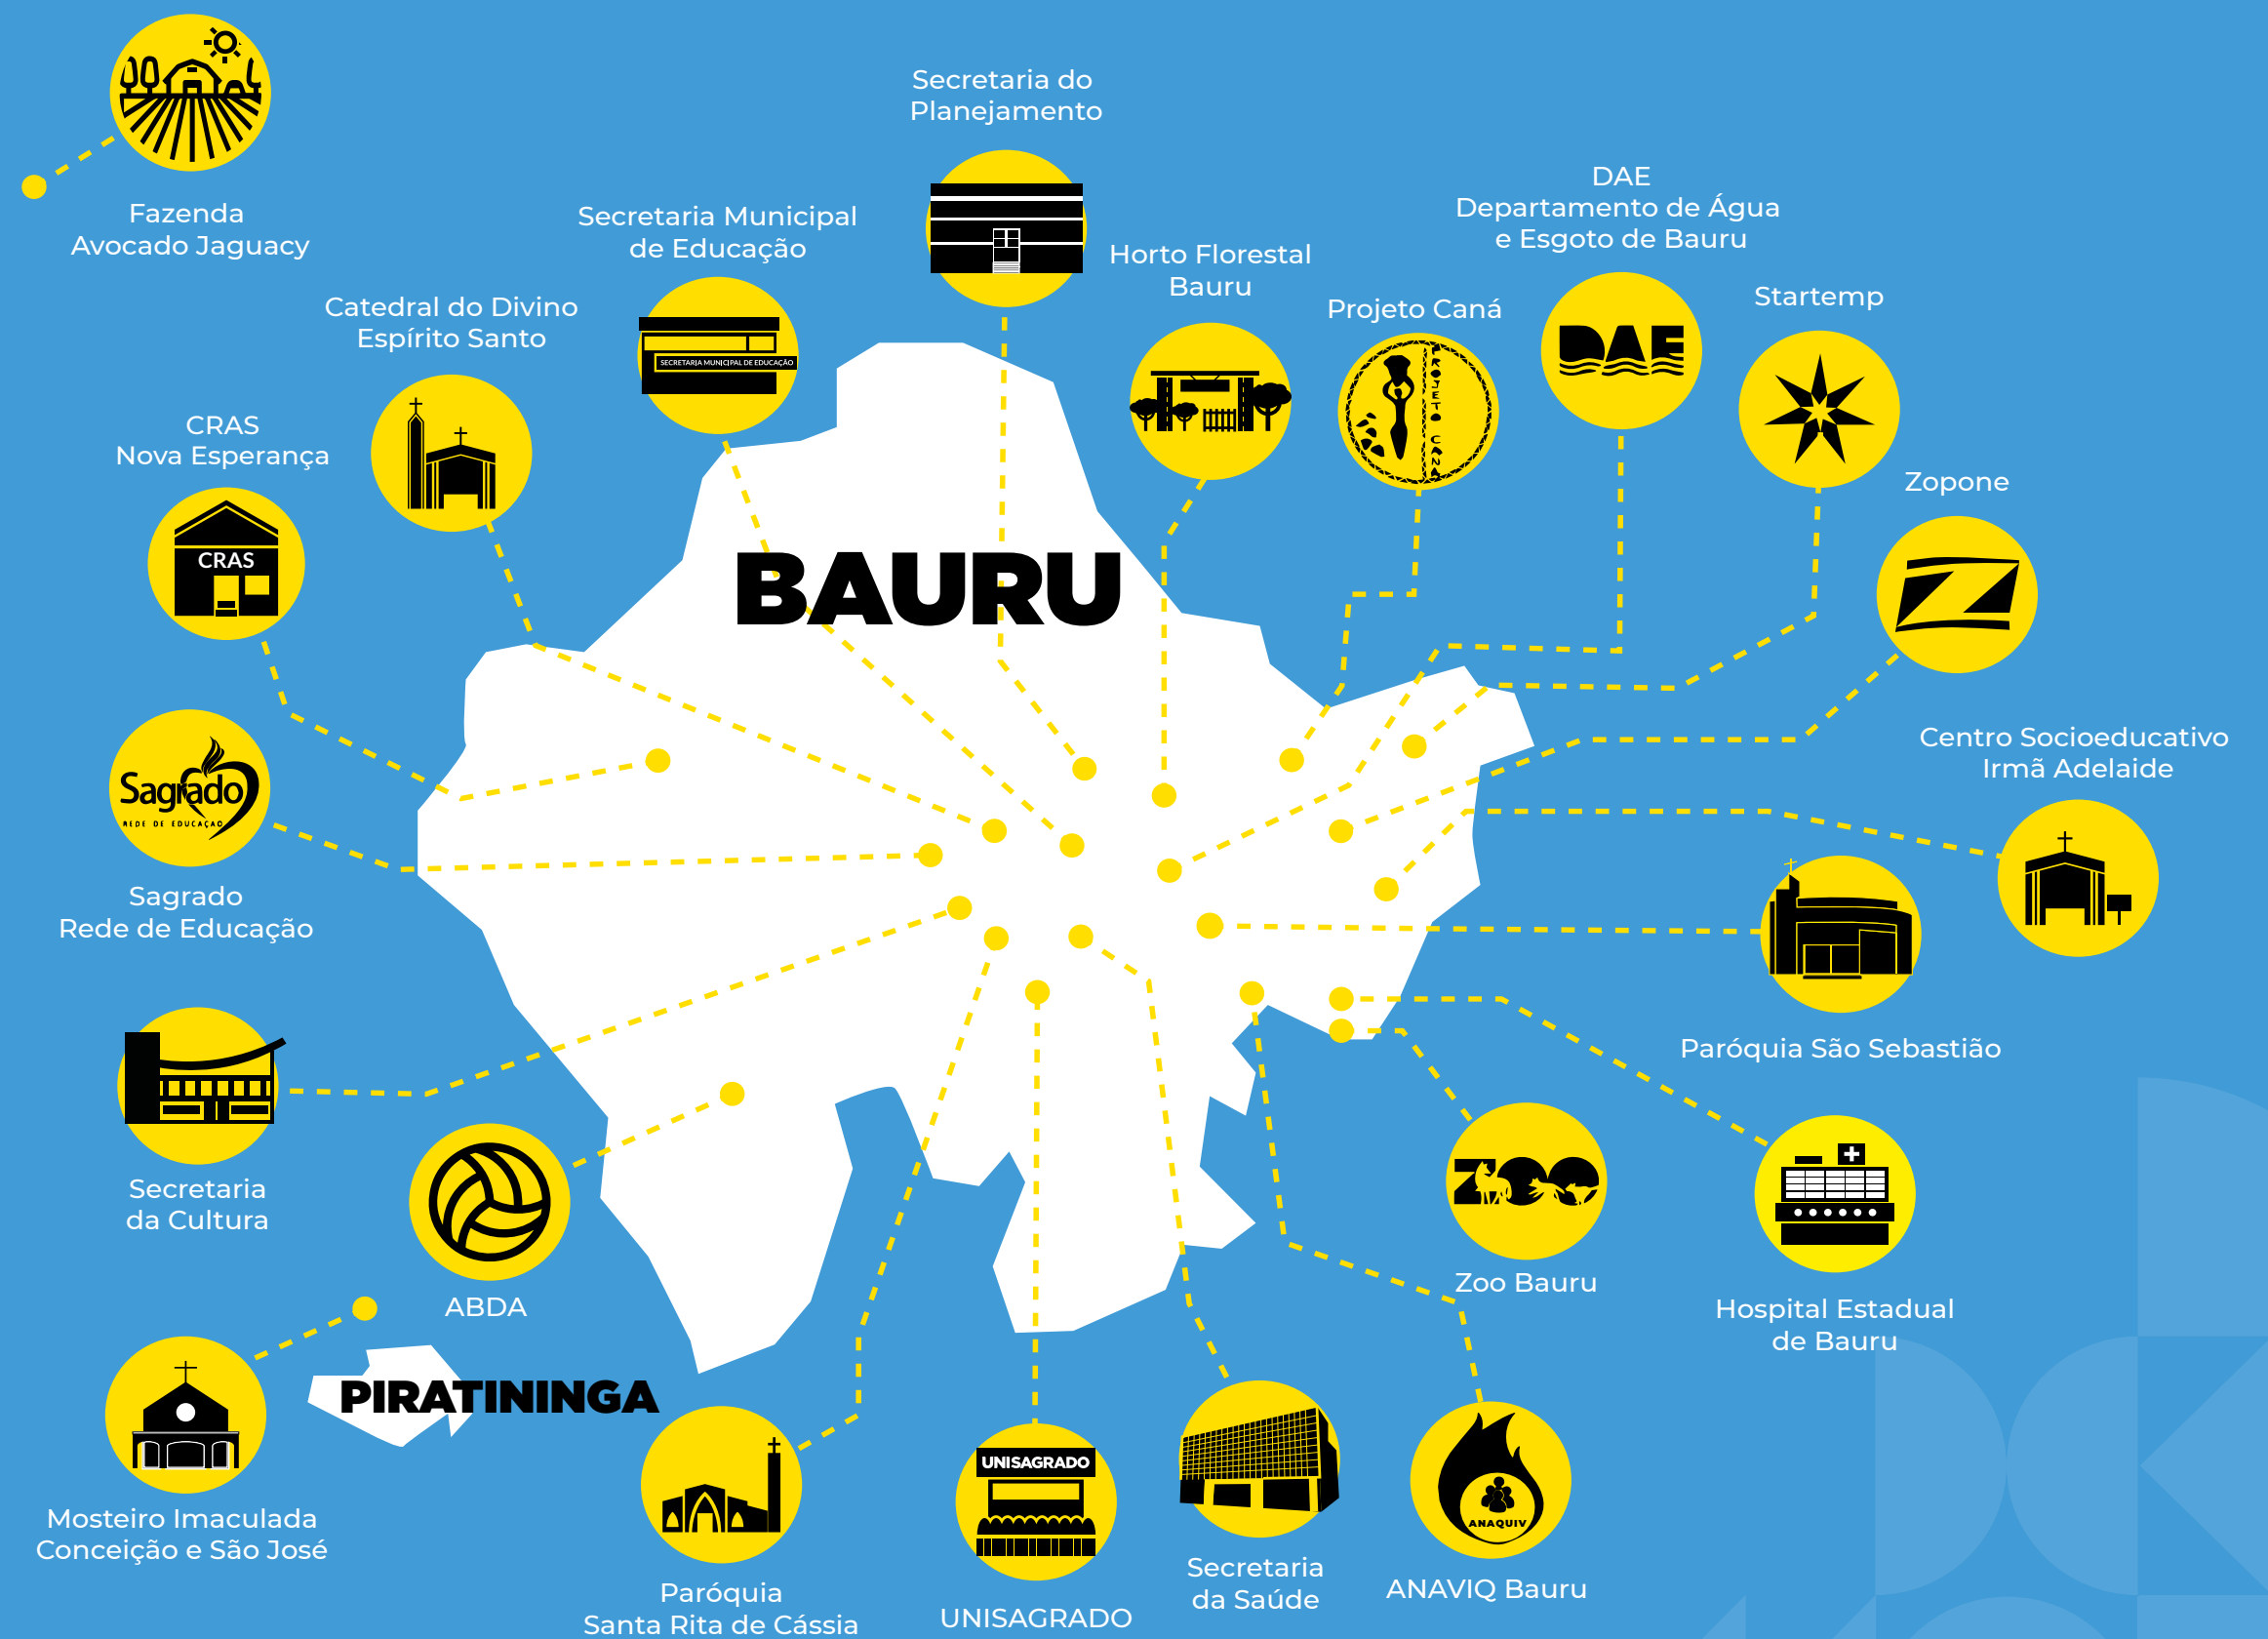 Fazenda
Avocado Jaguacy
CRAS
Nova Esperança
CRAS
Catedral do Divino
Espírito Santo
Secretaria Municipal
de Educação
SECRETARIA MUNICIPAL DE EDUCAÇÃO
Secretaria do
Planejamento
Horto Florestal
Bauru
Projeto Caná
PROJETO CANÁ
DAE
Departamento de Água
e Esgoto de Bauru
DAE
Startemp
Zopone
Z
BAURU
Centro Socioeducativo
Irmã Adelaide
Sagrado
REDE DE EDUCAÇÃO
Sagrado
Rede de Educação
Paróquia São Sebastião
Secretaria
da Cultura
ABDA
ZOO
Zoo Bauru
Hospital Estadual
de Bauru
PIRATININGA
Mosteiro Imaculada
Conceição e São José
Paróquia
Santa Rita de Cássia
UNISAGRADO
UNISAGRADO
Secretaria
da Saúde
ANAQUIV
ANAVIQ Bauru